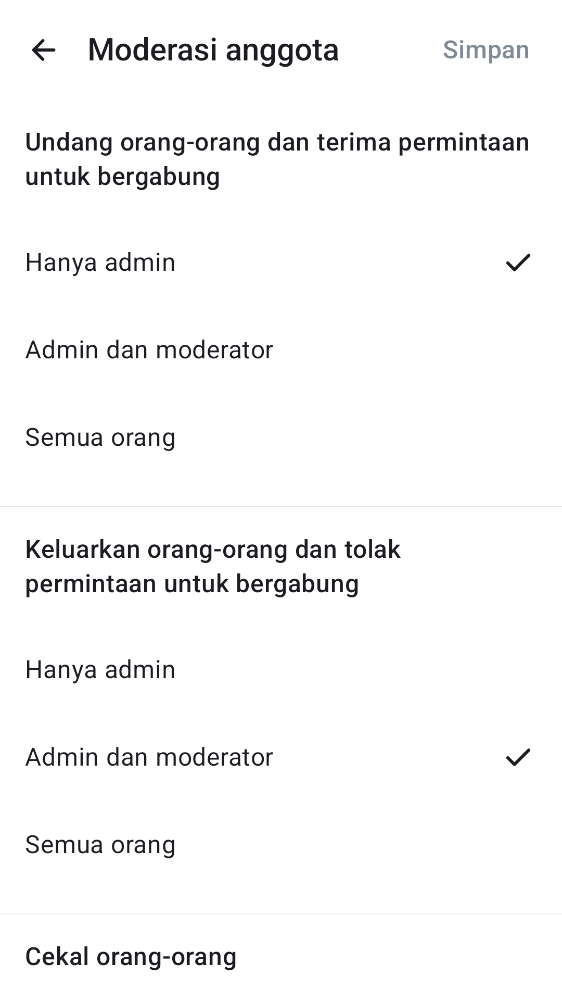 Moderasi anggota
Simpan
Undang orang-orang dan terima permintaan
untuk bergabung
Hanya admin
Admin dan moderator
Semua orang
Keluarkan orang-orang dan tolak
permintaan untuk bergabung
Hanya admin
Admin dan moderator
Semua orang
Cekal orang-orang